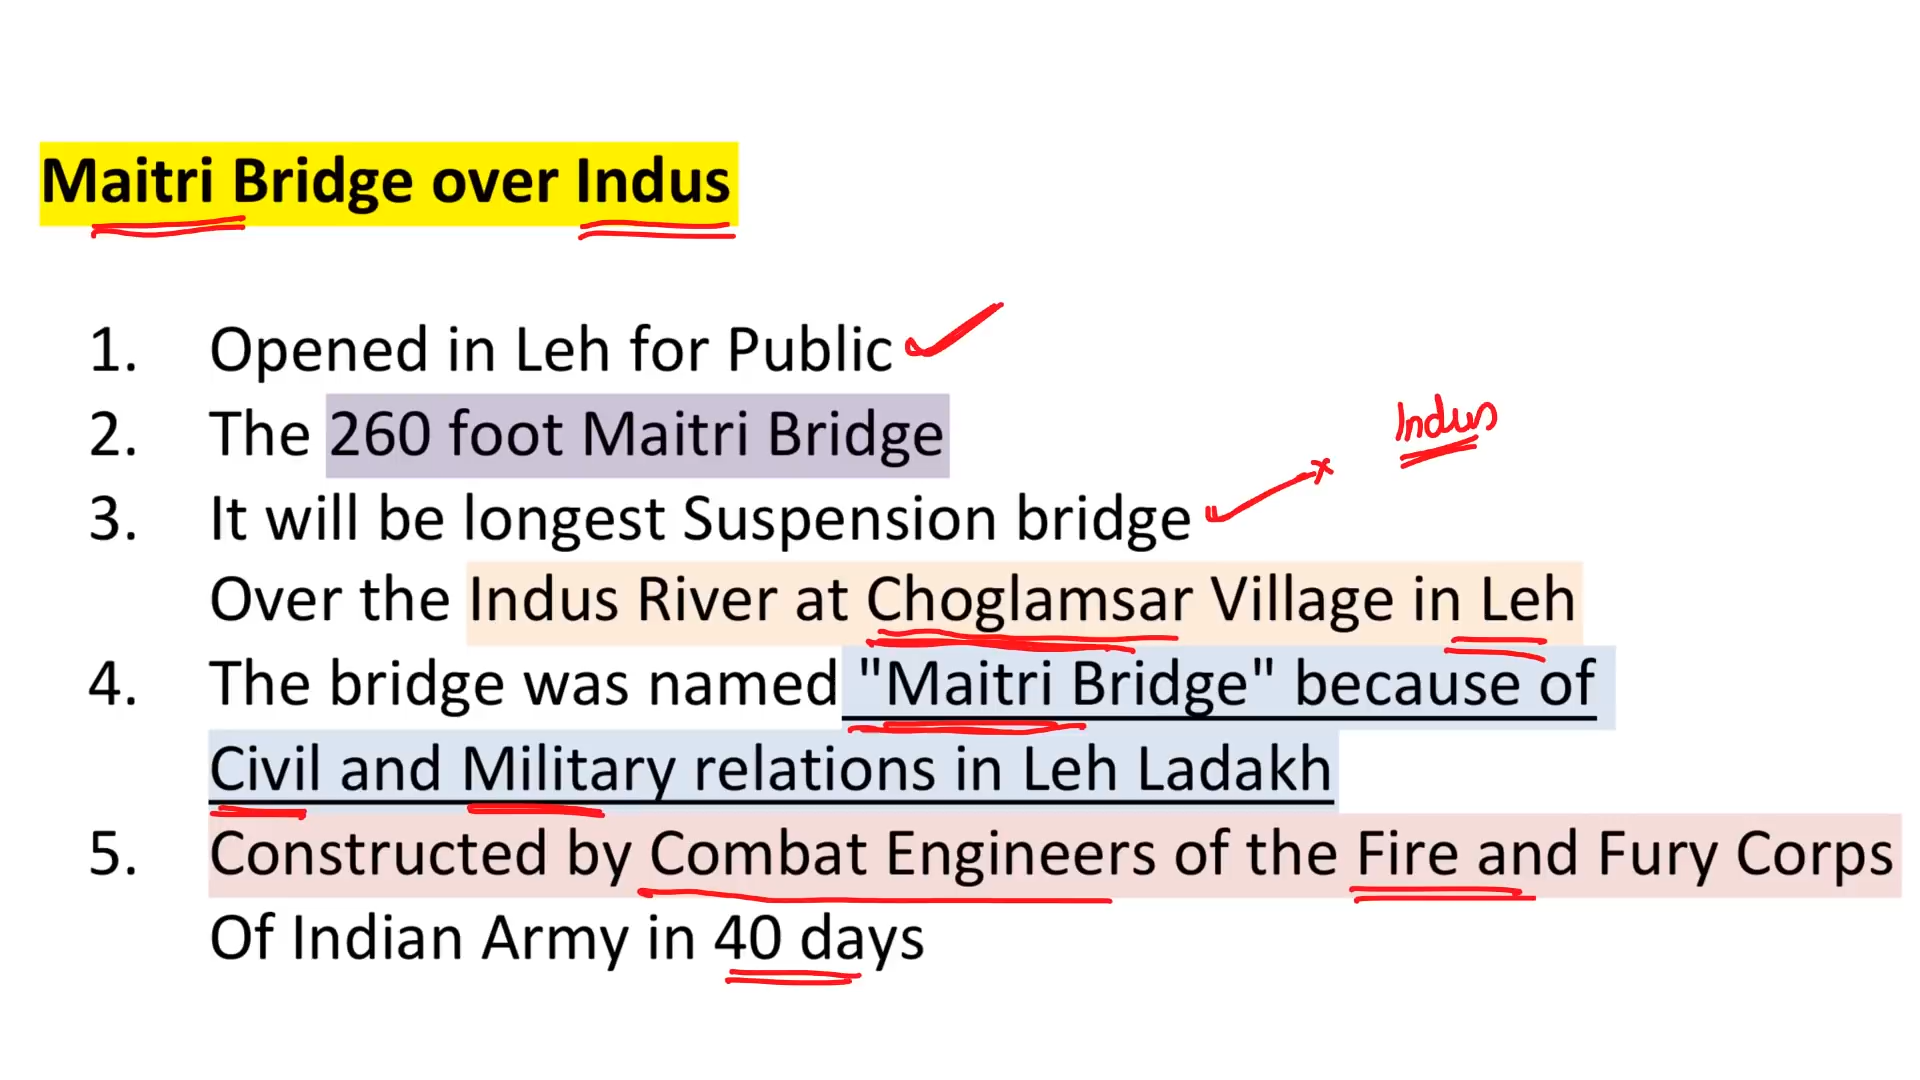 Maitri Bridge over Indus
1. Opened in Leh for Public
2. The 260 foot Maitri Bridge
Indus
3. It will be longest Suspension bridge
Over the Indus River at Choglamsar Village in Leh
4. The bridge was named "Maitri Bridge" because of
Civil and Military relations in Leh Ladakh
5. Constructed by Combat Engineers of the Fire and Fury Corps
Of Indian Army in 40 days